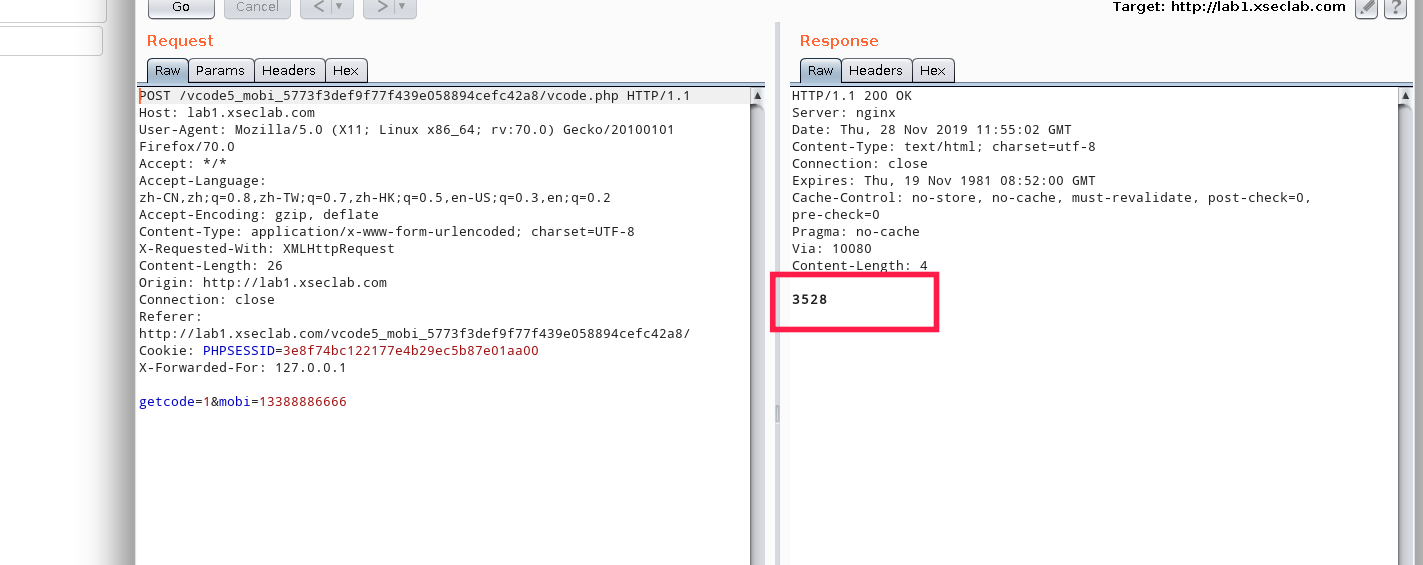 Go Cancel < > Target: http://lab1.xseclab.com ?
Request
Raw Params Headers Hex
POST /vcode5_mobi_5773f3def9f77f439e058894cefc42a8/vcode.php HTTP/1.1
Host: lab1.xseclab.com
User-Agent: Mozilla/5.0 (X11; Linux x86_64; rv:70.0) Gecko/20100101
Firefox/70.0
Accept: */*
Accept-Language:
zh-CN,zh;q=0.8,zh-TW;q=0.7,zh-HK;q=0.5,en-US;q=0.3,en;q=0.2
Accept-Encoding: gzip, deflate
Content-Type: application/x-www-form-urlencoded; charset=UTF-8
X-Requested-With: XMLHttpRequest
Content-Length: 26
Origin: http://lab1.xseclab.com
Connection: close
Referer:
http://lab1.xseclab.com/vcode5_mobi_5773f3def9f77f439e058894cefc42a8/
Cookie: PHPSESSID=3e8f74bc122177e4b29ec5b87e01aa00
X-Forwarded-For: 127.0.0.1
getcode=1&mobi=13388886666
Response
Raw Headers Hex
HTTP/1.1 200 OK
Server: nginx
Date: Thu, 28 Nov 2019 11:55:02 GMT
Content-Type: text/html; charset=utf-8
Connection: close
Expires: Thu, 19 Nov 1981 08:52:00 GMT
Cache-Control: no-store, no-cache, must-revalidate, post-check=0,
pre-check=0
Pragma: no-cache
Via: 10080
Content-Length: 4
3528